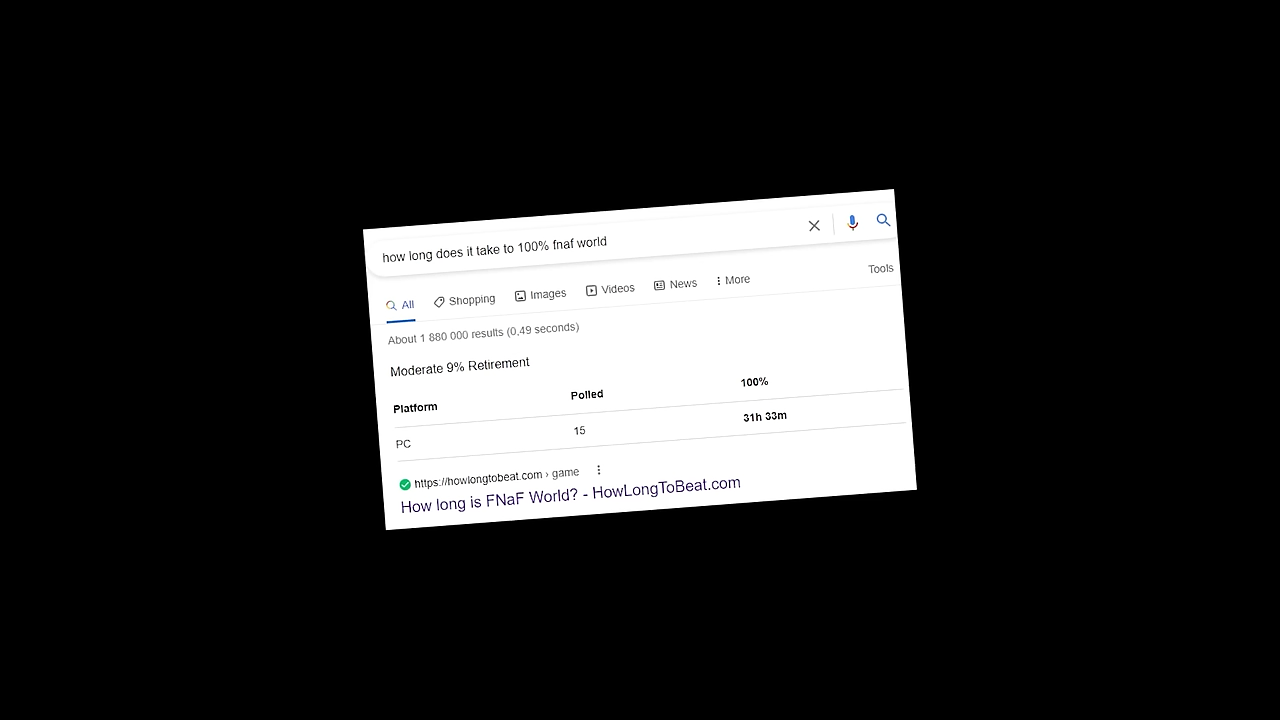 how long does it take to 100% fnaf world
All Shopping Images Videos News More Tools
About 1 880 000 results (0,49 seconds)
Moderate 9% Retirement
Platform Polled 100%
PC 15 31h 33m
https://howlongtobeat.com › game
How long is FNaF World? - HowLongToBeat.com